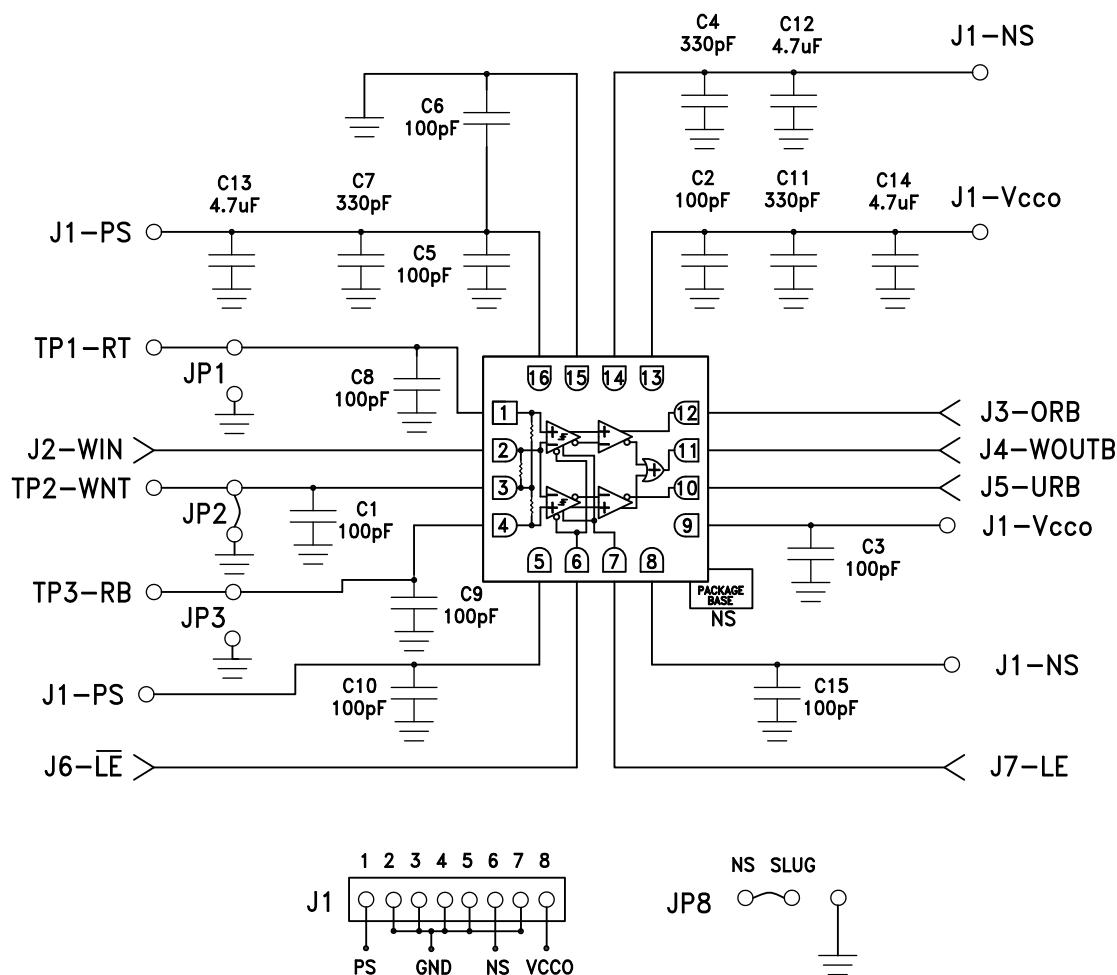 C4
330pF
C12
4.7uF
J1-NS
C6
100pF
C13
4.7uF
C7
330pF
C2
100pF
C11
330pF
C14
4.7uF
J1-Vcco
J1-PS
C5
100pF
TP1-RT
JP1
C8
100pF
16 15 14 13
1 12
J3-ORB
J2-WIN
2 11
J4-WOUTB
TP2-WNT
3 10
J5-URB
JP2
C1
100pF
4 9
J1-Vcco
C3
100pF
5 6 7 8
TP3-RB
JP3
C9
100pF
PACKAGE
BASE
NS
J1-PS
C10
100pF
C15
100pF
J1-NS
J6-L̅E̅
J7-LE
1 2 3 4 5 6 7 8
J1
PS GND NS VCCO
NS SLUG
JP8